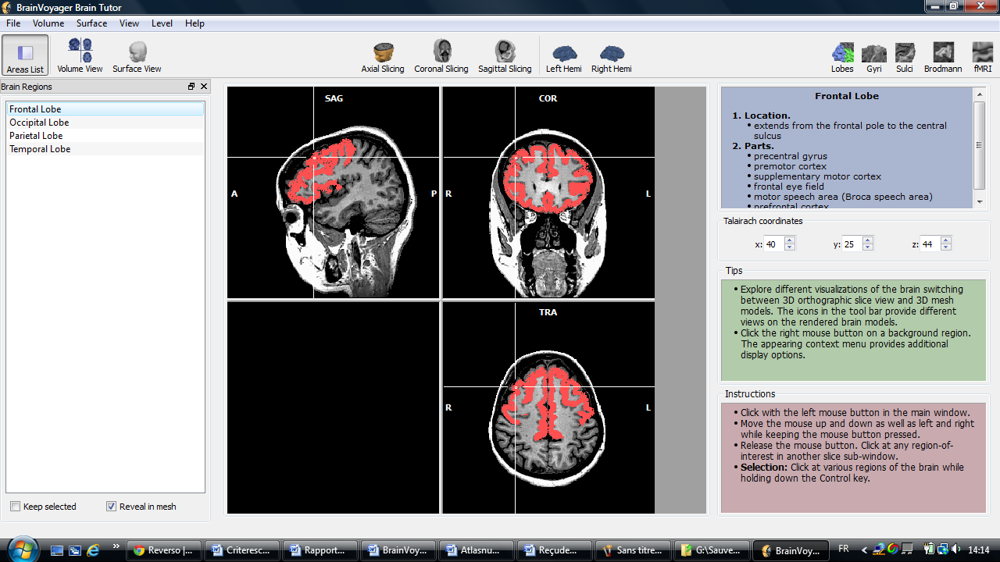 BrainVoyager Brain Tutor
File Volume Surface View Level Help
Areas List Volume View Surface View Axial Slicing Coronal Slicing Sagittal Slicing Left Hemi Right Hemi Lobes Gyri Sulci Brodmann fMRI
Brain Regions
Frontal Lobe
Occipital Lobe
Parietal Lobe
Temporal Lobe
Keep selected Reveal in mesh
SAG
A P
COR
R L
TRA
R L
Frontal Lobe
1. Location.
• extends from the frontal pole to the central
sulcus
2. Parts.
• precentral gyrus
• premotor cortex
• supplementary motor cortex
• frontal eye field
• motor speech area (Broca speech area)
• prefrontal cortex
Talairach coordinates
x: 40 y: 25 z: 44
Tips
• Explore different visualizations of the brain switching
between 3D orthographic slice view and 3D mesh
models. The icons in the tool bar provide different
views on the rendered brain models.
• Click the right mouse button on a background region.
The appearing context menu provides additional
display options.
Instructions
• Click with the left mouse button in the main window.
• Move the mouse up and down as well as left and right
while keeping the mouse button pressed.
• Release the mouse button. Click at any region-of-
interest in another slice sub-window.
• Selection: Click at various regions of the brain while
holding down the Control key.
» Reverso |... Criteresc... Rapport... BrainVoy... Atlasnu... Reçude... Sans titre... G:\Sauve... BrainVoy... FR 14:14